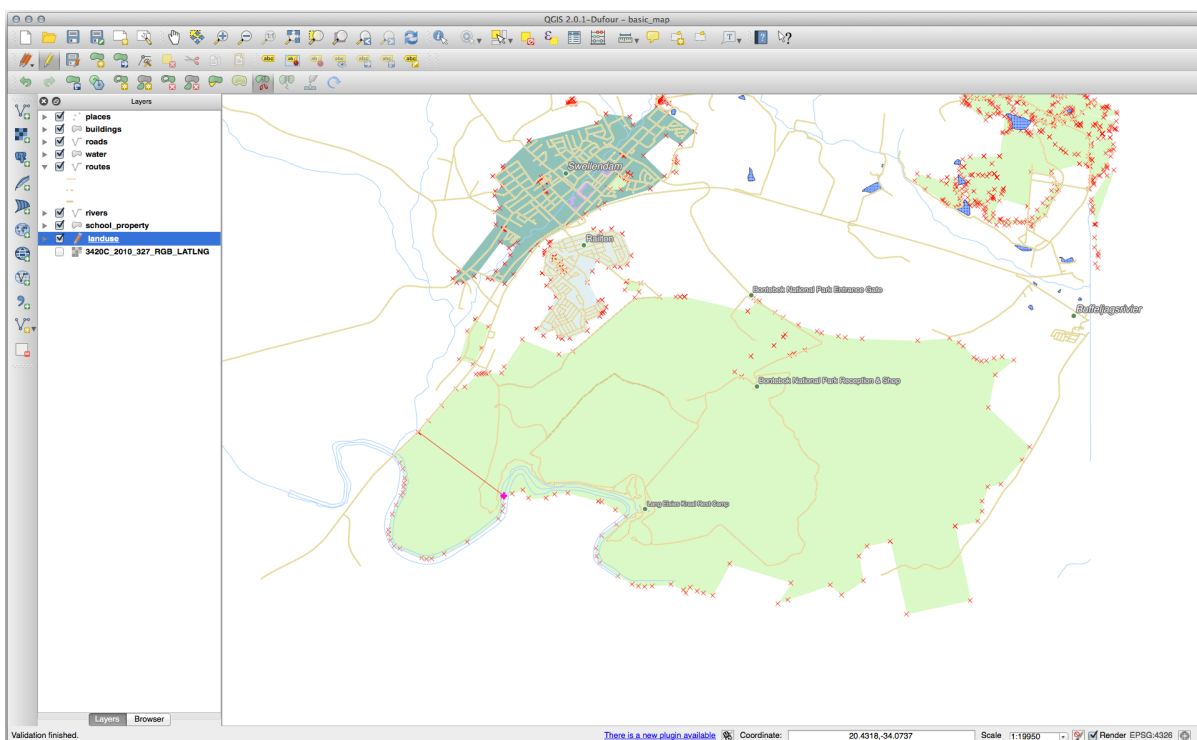 QGIS 2.0.1-Dufour - basic_map
Layers
places
buildings
roads
water
routes
rivers
school_property
landuse
3420C_2010_327_RGB_LATLNG
Swellendam
Railton
Bontebok National Park Entrance Gate
Buffeljagsrivier
Bontebok National Park Reception & Shop
Lang Elsies Kraal Rest Camp
Layers
Browser
Validation finished.
There is a new plugin available
Coordinate:
20.4318,-34.0737
Scale
1:19950
Render
EPSG:4326